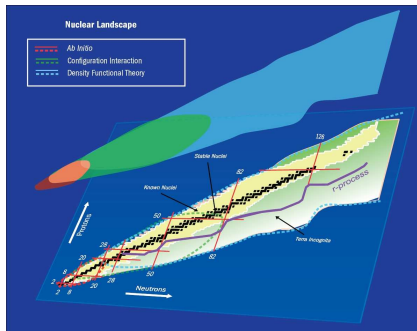 Nuclear Landscape
Ab Initio
Configuration Interaction
Density Functional Theory
126
Stable Nuclei
82
Known Nuclei
r-process
50
Protons
28
Terra Incognita
20
82
50
8
28
2
20
2
8
Neutrons